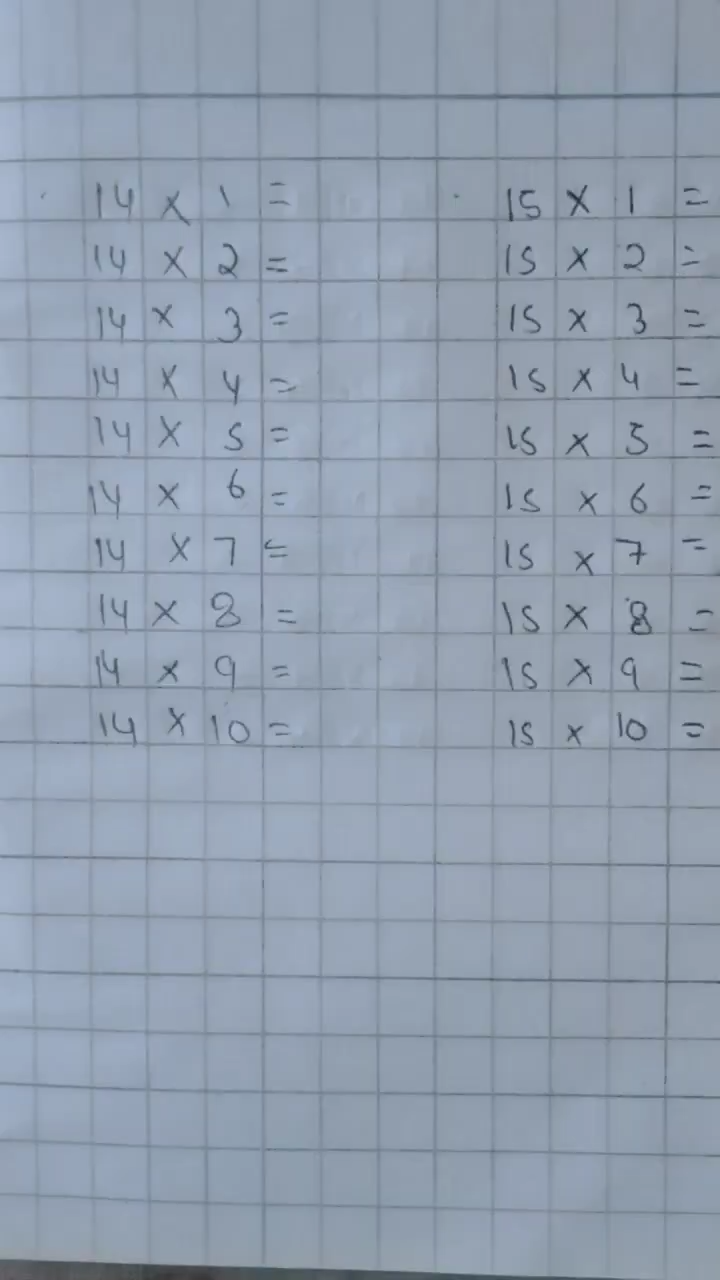 14 x 1 = 15 x 1 =
14 x 2 = 15 x 2 =
14 x 3 = 15 x 3 =
14 x 4 = 15 x 4 =
14 x 5 = 15 x 5 =
14 x 6 = 15 x 6 =
14 x 7 = 15 x 7 =
14 x 8 = 15 x 8 =
14 x 9 = 15 x 9 =
14 x 10 = 15 x 10 =